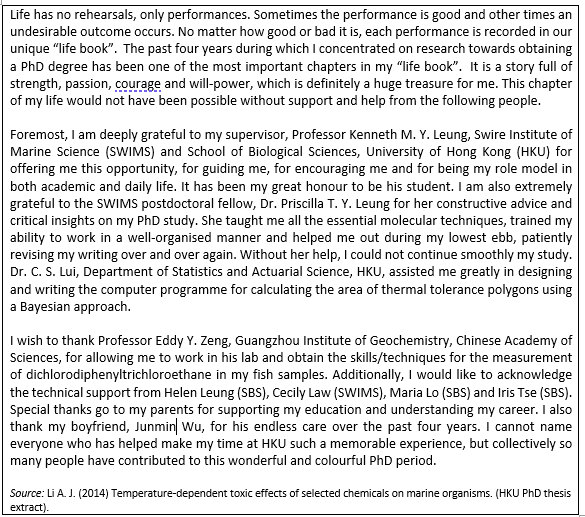 Life has no rehearsals, only performances. Sometimes the performance is good and other times an
undesirable outcome occurs. No matter how good or bad it is, each performance is recorded in our
unique “life book”.  The past four years during which I concentrated on research towards obtaining
a PhD degree has been one of the most important chapters in my “life book”.  It is a story full of
strength, passion, courage and will-power, which is definitely a huge treasure for me. This chapter
of my life would not have been possible without support and help from the following people.

Foremost, I am deeply grateful to my supervisor, Professor Kenneth M. Y. Leung, Swire Institute of
Marine Science (SWIMS) and School of Biological Sciences, University of Hong Kong (HKU) for
offering me this opportunity, for guiding me, for encouraging me and for being my role model in
both academic and daily life. It has been my great honour to be his student. I am also extremely
grateful to the SWIMS postdoctoral fellow, Dr. Priscilla T. Y. Leung for her constructive advice and
critical insights on my PhD study. She taught me all the essential molecular techniques, trained my
ability to work in a well-organised manner and helped me out during my lowest ebb, patiently
revising my writing over and over again. Without her help, I could not continue smoothly my study.
Dr. C. S. Lui, Department of Statistics and Actuarial Science, HKU, assisted me greatly in designing
and writing the computer programme for calculating the area of thermal tolerance polygons using
a Bayesian approach.

I wish to thank Professor Eddy Y. Zeng, Guangzhou Institute of Geochemistry, Chinese Academy of
Sciences, for allowing me to work in his lab and obtain the skills/techniques for the measurement
of dichlorodiphenyltrichloroethane in my fish samples. Additionally, I would like to acknowledge
the technical support from Helen Leung (SBS), Cecily Law (SWIMS), Maria Lo (SBS) and Iris Tse (SBS).
Special thanks go to my parents for supporting my education and understanding my career. I also
thank my boyfriend, Junmin Wu, for his endless care over the past four years. I cannot name
everyone who has helped make my time at HKU such a memorable experience, but collectively so
many people have contributed to this wonderful and colourful PhD period.

Source: Li A. J. (2014) Temperature-dependent toxic effects of selected chemicals on marine organisms. (HKU PhD thesis
extract).